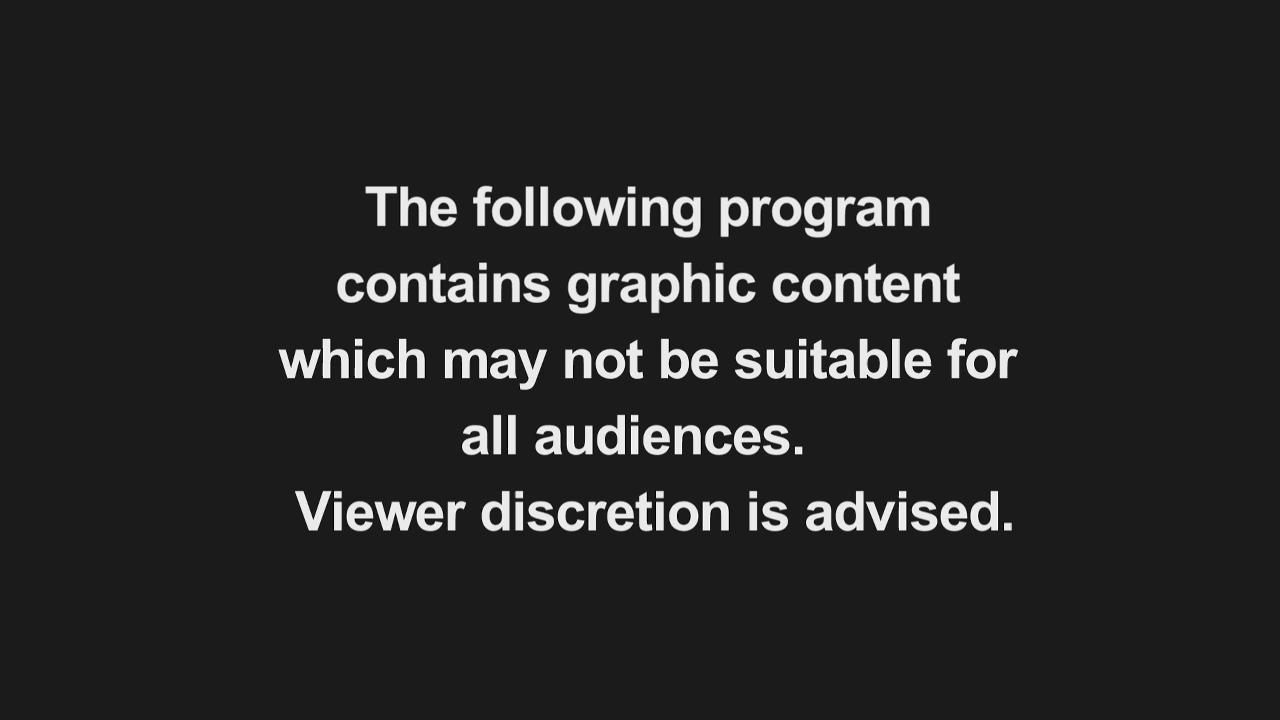 The following program
contains graphic content
which may not be suitable for
all audiences.
Viewer discretion is advised.